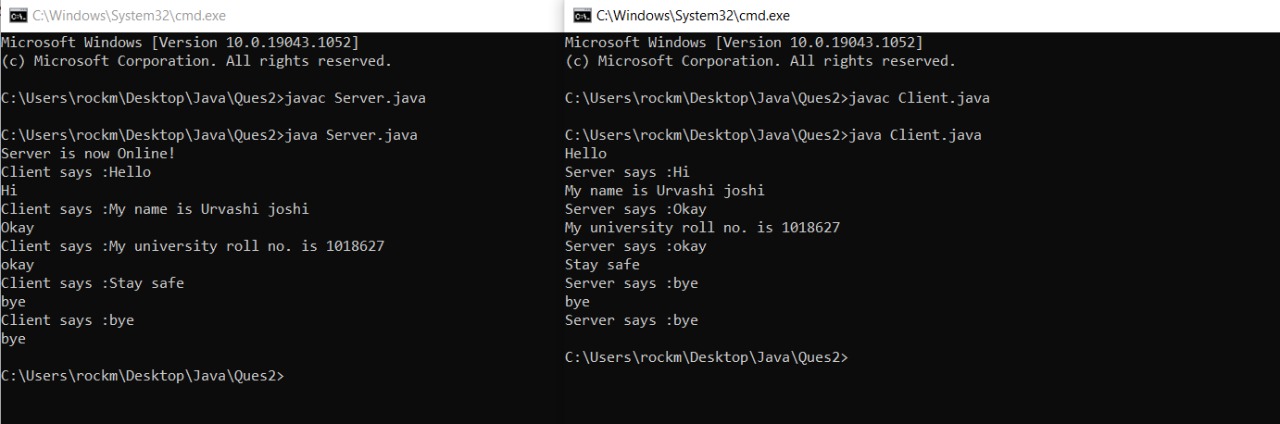 C:\Windows\System32\cmd.exe
Microsoft Windows [Version 10.0.19043.1052]
(c) Microsoft Corporation. All rights reserved.
C:\Users\rockm\Desktop\Java\Ques2>javac Server.java
C:\Users\rockm\Desktop\Java\Ques2>java Server.java
Server is now Online!
Client says :Hello
Hi
Client says :My name is Urvashi joshi
Okay
Client says :My university roll no. is 1018627
okay
Client says :Stay safe
bye
Client says :bye
bye
C:\Users\rockm\Desktop\Java\Ques2>
C:\Windows\System32\cmd.exe
Microsoft Windows [Version 10.0.19043.1052]
(c) Microsoft Corporation. All rights reserved.
C:\Users\rockm\Desktop\Java\Ques2>javac Client.java
C:\Users\rockm\Desktop\Java\Ques2>java Client.java
Hello
Server says :Hi
My name is Urvashi joshi
Server says :Okay
My university roll no. is 1018627
Server says :okay
Stay safe
Server says :bye
bye
Server says :bye
C:\Users\rockm\Desktop\Java\Ques2>